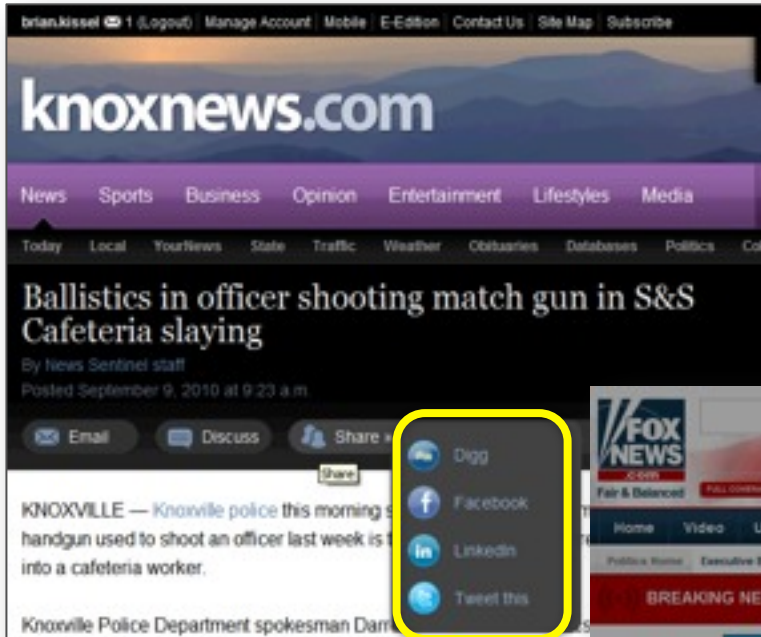 brian.kissel 1 (Logout) Manage Account Mobile E-Edition Contact Us Site Map Subscribe
knoxnews.com
News Sports Business Opinion Entertainment Lifestyles Media
Today Local YourNews State Traffic Weather Obituaries Databases Politics
Ballistics in officer shooting match gun in S&S
Cafeteria slaying
By News Sentinel staff
Posted September 9, 2010 at 9:23 a.m.
Email Discuss Share »
Share
Digg
Facebook
LinkedIn
Tweet this
KNOXVILLE — Knoxville police this morning
handgun used to shoot an officer last week is
into a cafeteria worker.
Knoxville Police Department spokesman
FOX
NEWS
.com
Fair & Balanced
Home Video
Politics Home Executive
BREAKING